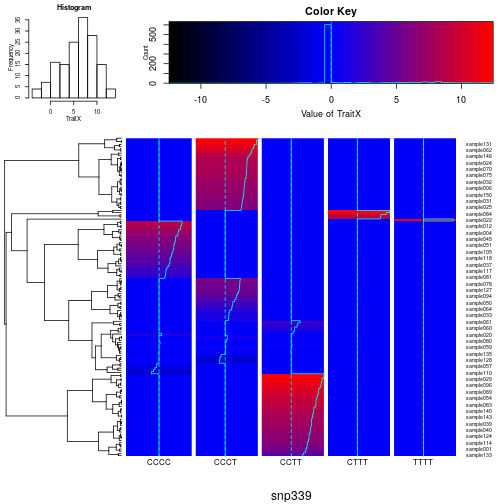 Histogram
Frequency
0 5 10 15 20 25 30 35
0 5 10
TraitX
Color Key
Count
0 200 500
-10 -5 0 5 10
Value of TraitX
sample131
sample062
sample146
sample024
sample070
sample075
sample032
sample006
sample150
sample031
sample025
sample084
sample022
sample012
sample004
sample045
sample051
sample105
sample118
sample037
sample117
sample081
sample078
sample127
sample094
sample050
sample064
sample033
sample061
sample060
sample020
sample080
sample059
sample135
sample128
sample057
sample110
sample029
sample096
sample089
sample054
sample083
sample140
sample143
sample039
sample040
sample124
sample114
sample001
sample133
CCCC CCCT CCTT CTTT TTTT
snp339